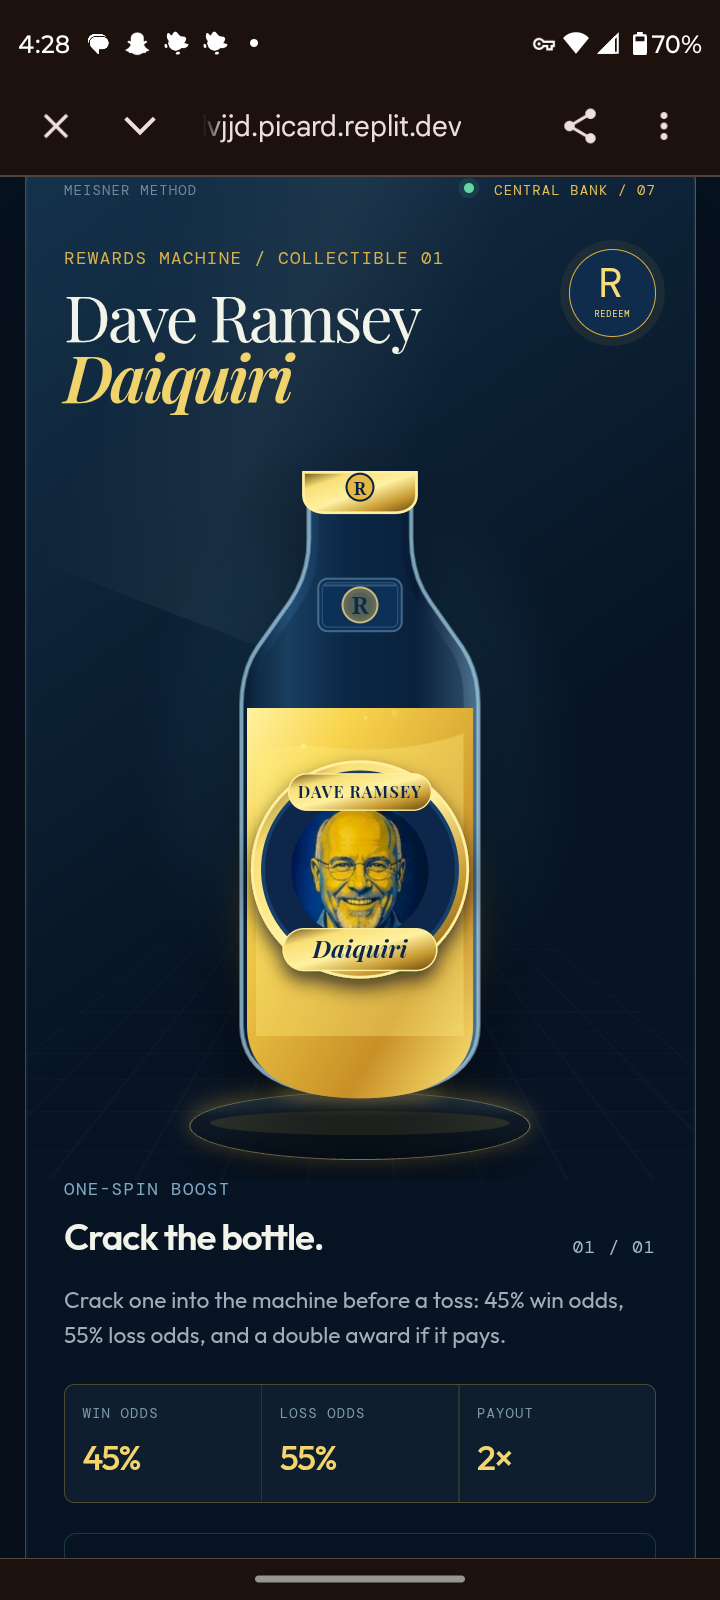 4:28
70%
vjjd.picard.replit.dev
MEISNER METHOD
CENTRAL BANK / 07
REWARDS MACHINE / COLLECTIBLE 01
R
REDEEM
Dave Ramsey
Daiquiri
R
R
DAVE RAMSEY
Daiquiri
ONE-SPIN BOOST
Crack the bottle.
01 / 01
Crack one into the machine before a toss: 45% win odds,
55% loss odds, and a double award if it pays.
WIN ODDS
LOSS ODDS
PAYOUT
45%
55%
2×